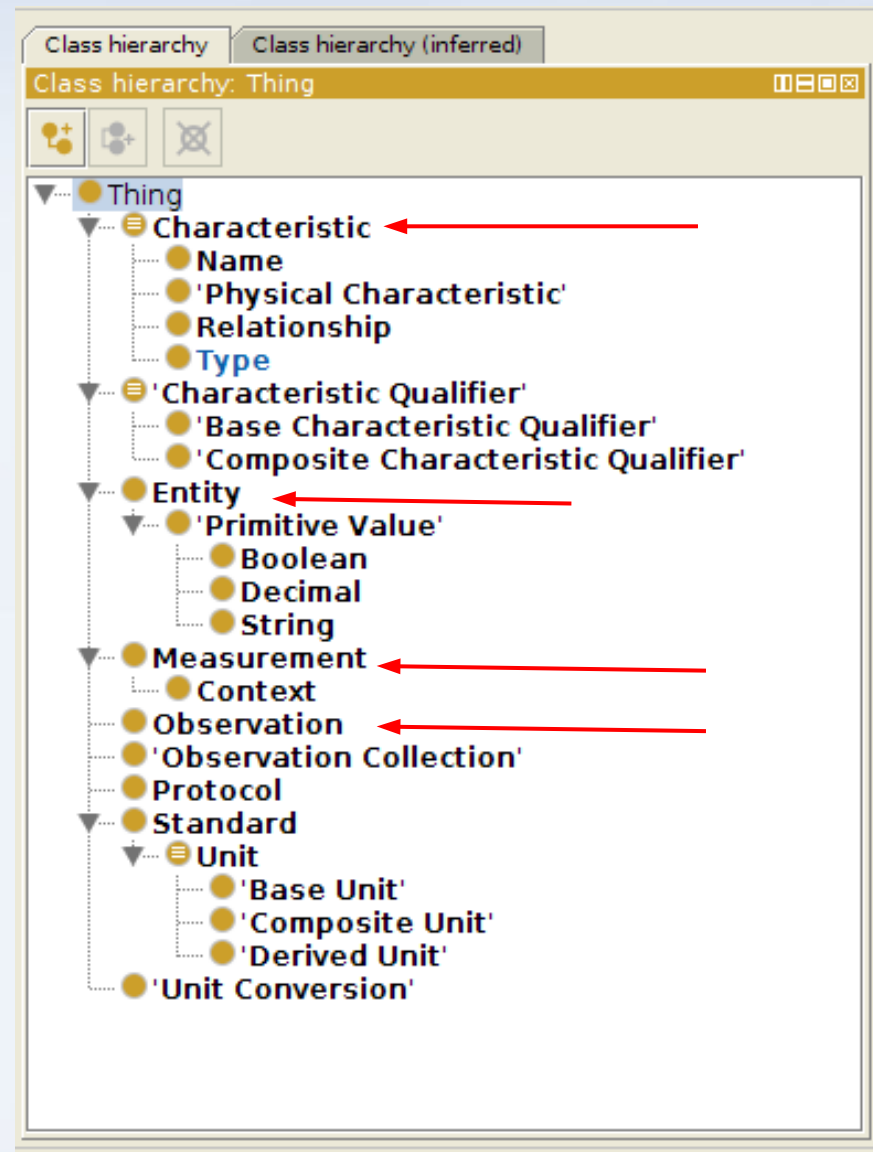 Class hierarchy Class hierarchy (inferred)
Class hierarchy: Thing
Thing
Characteristic
Name
'Physical Characteristic'
Relationship
Type
'Characteristic Qualifier'
'Base Characteristic Qualifier'
'Composite Characteristic Qualifier'
Entity
'Primitive Value'
Boolean
Decimal
String
Measurement
Context
Observation
'Observation Collection'
Protocol
Standard
Unit
'Base Unit'
'Composite Unit'
'Derived Unit'
'Unit Conversion'